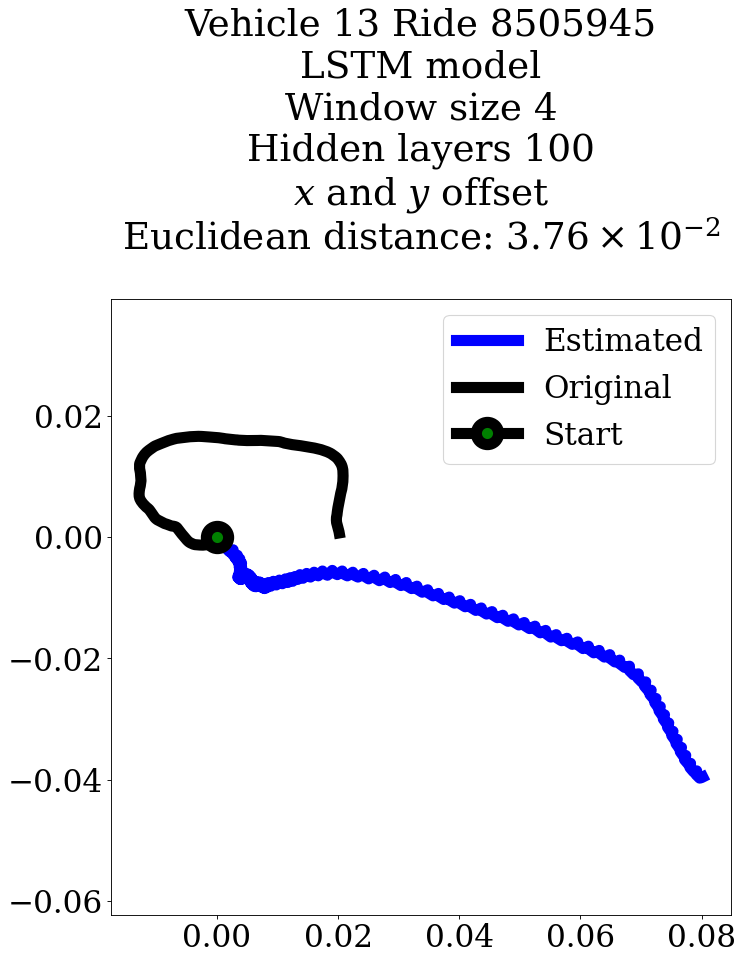 Vehicle 13 Ride 8505945
LSTM model
Window size 4
Hidden layers 100
x and y offset
Euclidean distance: 3.76 × 10⁻²
Estimated
Original
Start
0.02
0.00
−0.02
−0.04
−0.06
0.00 0.02 0.04 0.06 0.08